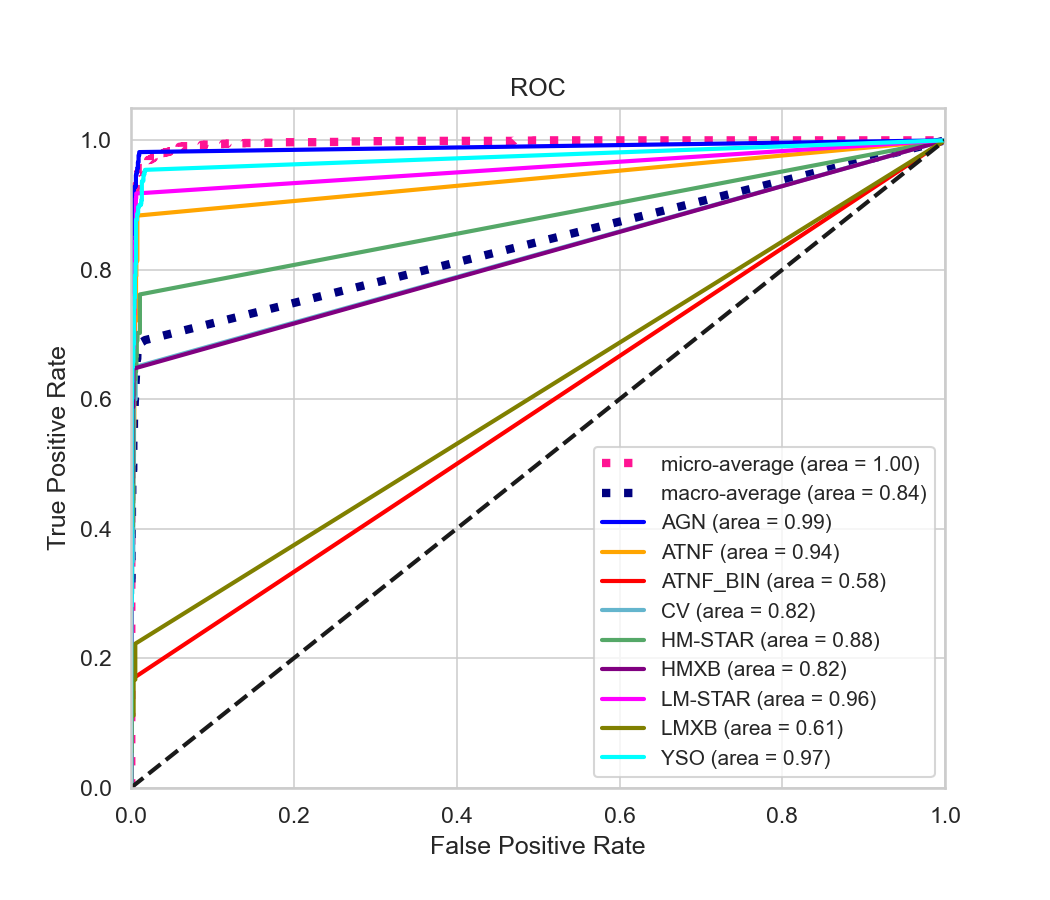 ROC
True Positive Rate
1.0
0.8
0.6
0.4
0.2
0.0
micro-average (area = 1.00)
macro-average (area = 0.84)
AGN (area = 0.99)
ATNF (area = 0.94)
ATNF_BIN (area = 0.58)
CV (area = 0.82)
HM-STAR (area = 0.88)
HMXB (area = 0.82)
LM-STAR (area = 0.96)
LMXB (area = 0.61)
YSO (area = 0.97)
0.0 0.2 0.4 0.6 0.8 1.0
False Positive Rate